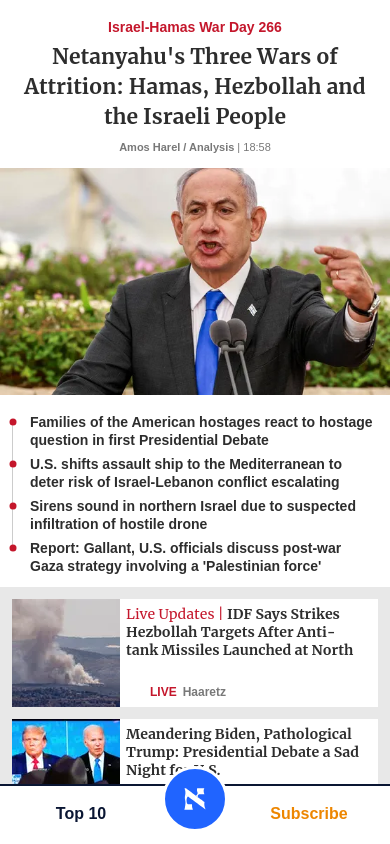 Israel-Hamas War Day 266
Netanyahu's Three Wars of
Attrition: Hamas, Hezbollah and
the Israeli People
Amos Harel / Analysis | 18:58
Families of the American hostages react to hostage
question in first Presidential Debate
U.S. shifts assault ship to the Mediterranean to
deter risk of Israel-Lebanon conflict escalating
Sirens sound in northern Israel due to suspected
infiltration of hostile drone
Report: Gallant, U.S. officials discuss post-war
Gaza strategy involving a 'Palestinian force'
Live Updates | IDF Says Strikes
Hezbollah Targets After Anti-
tank Missiles Launched at North
LIVE Haaretz
Meandering Biden, Pathological
Trump: Presidential Debate a Sad
Night for U.S.
Top 10
Subscribe